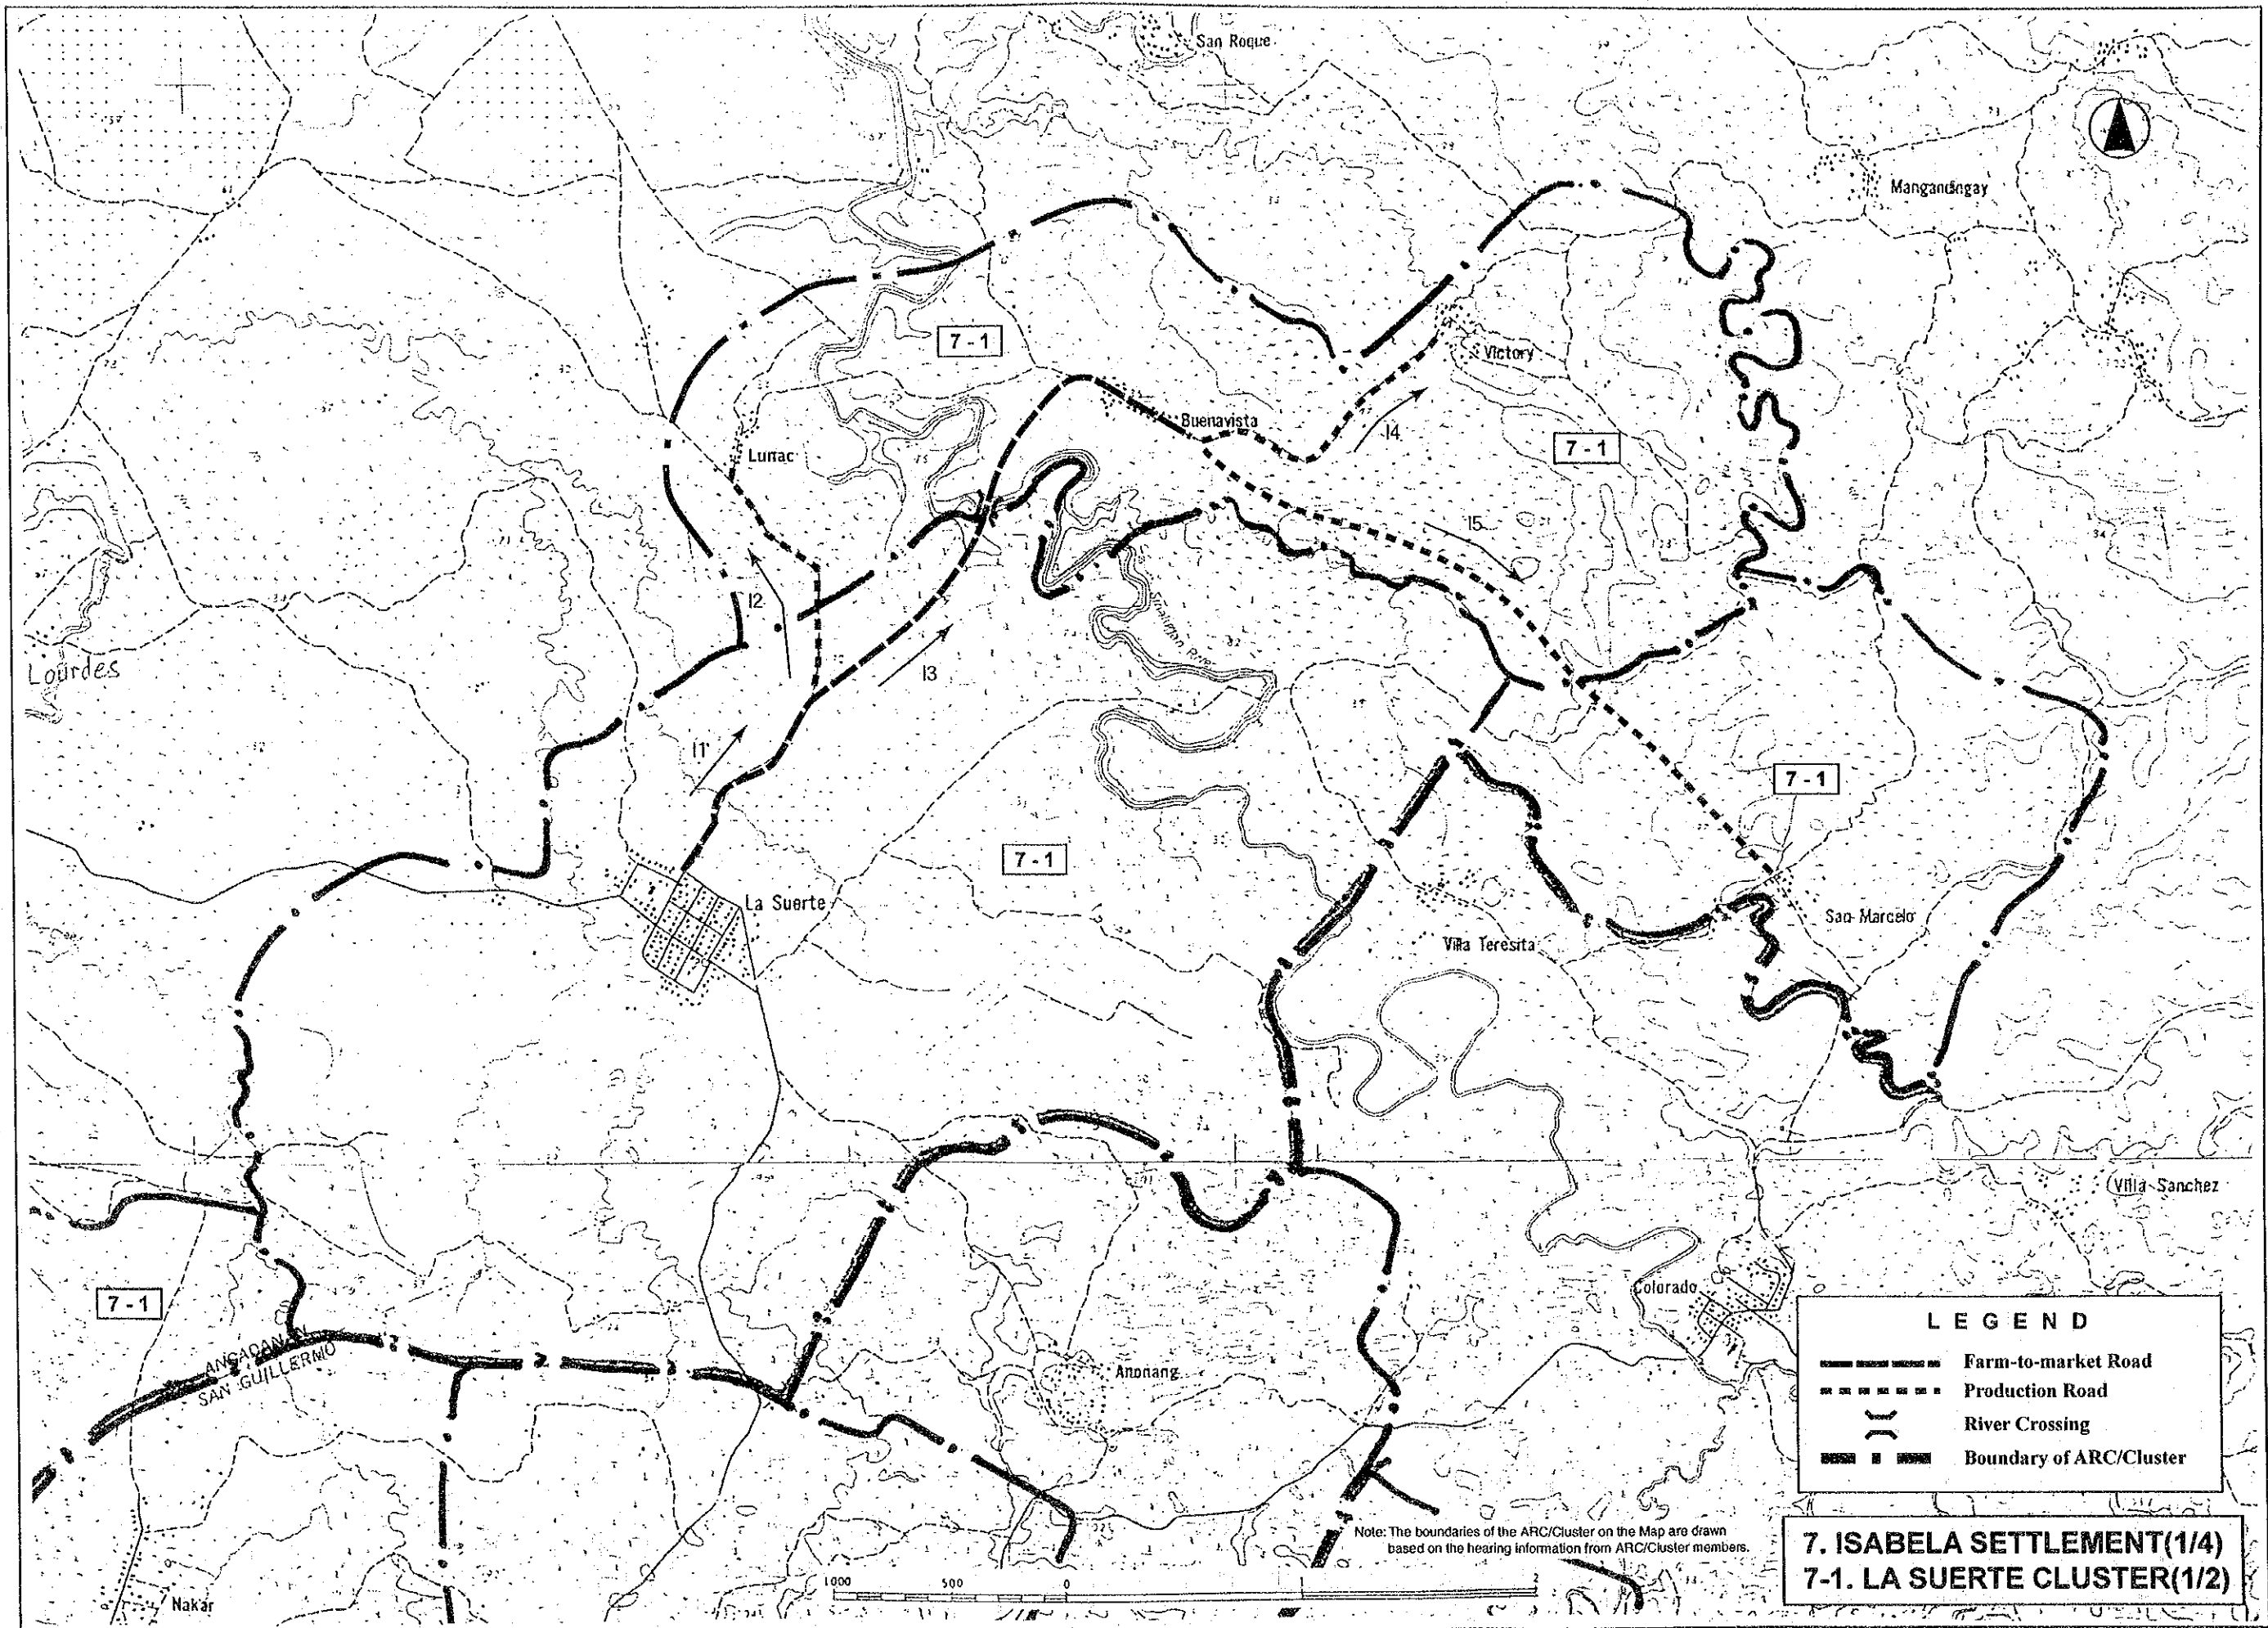 San Roque
Mangandingay
7 - 1
Victory
Buenavista
I4
7 - 1
Lunac
I5
I2
Lourdes
I3
I1
7 - 1
7 - 1
La Suerte
San Marcelo
Villa Teresita
Villa Sanchez
Colorado
7 - 1
ANGADANAN
SAN GUILLERMO
Anonang
Nakar
LEGEND
Farm-to-market Road
Production Road
River Crossing
Boundary of ARC/Cluster
Note: The boundaries of the ARC/Cluster on the Map are drawn
based on the hearing information from ARC/Cluster members.
1000 500 0 1 2
7. ISABELA SETTLEMENT(1/4)
7-1. LA SUERTE CLUSTER(1/2)